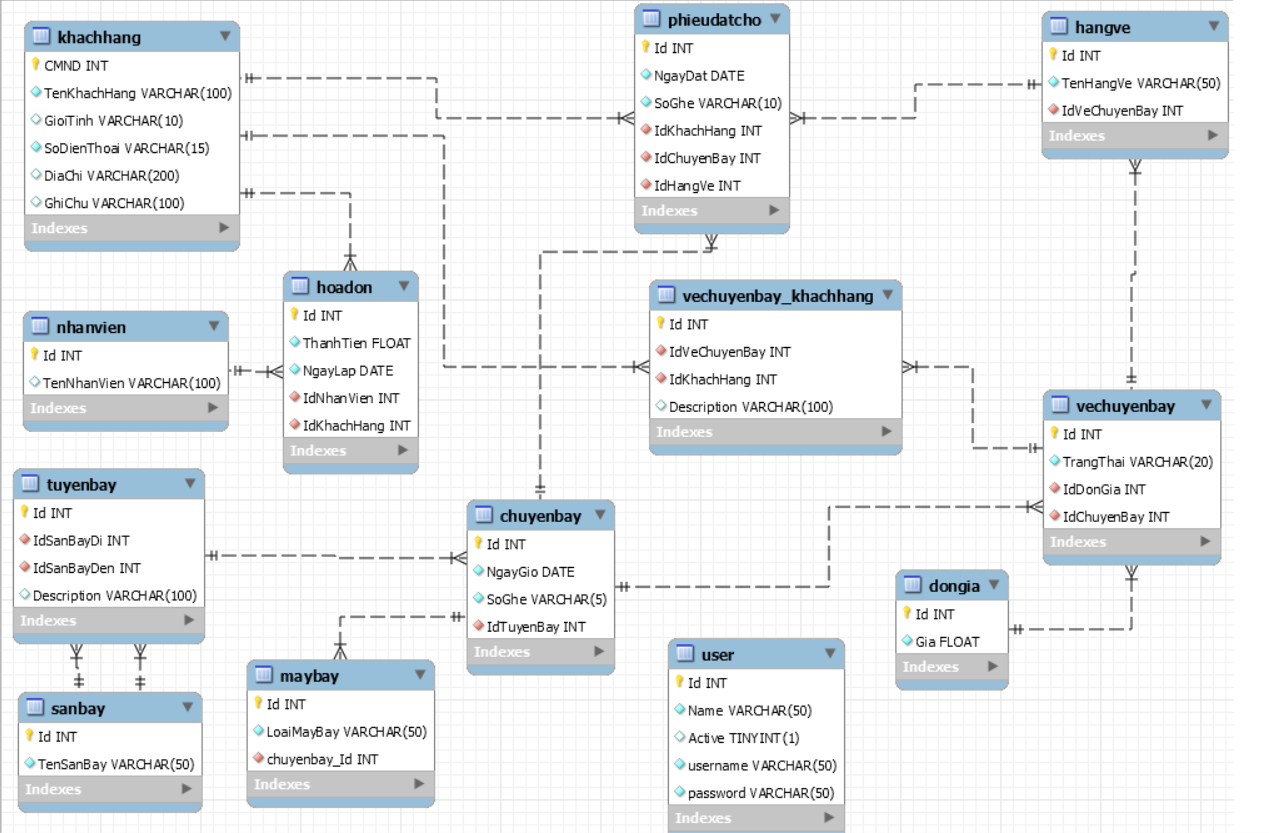 khachhang
CMND INT
TenKhachHang VARCHAR(100)
GioiTinh VARCHAR(10)
SoDienThoai VARCHAR(15)
DiaChi VARCHAR(200)
GhiChu VARCHAR(100)
Indexes
phieudatcho
Id INT
NgayDat DATE
SoGhe VARCHAR(10)
IdKhachHang INT
IdChuyenBay INT
IdHangVe INT
Indexes
hangve
Id INT
TenHangVe VARCHAR(50)
IdVeChuyenBay INT
Indexes
hoadon
Id INT
ThanhTien FLOAT
NgayLap DATE
IdNhanVien INT
IdKhachHang INT
Indexes
nhanvien
Id INT
TenNhanVien VARCHAR(100)
Indexes
vechuyenbay_khachhang
Id INT
IdVeChuyenBay INT
IdKhachHang INT
Description VARCHAR(100)
Indexes
vechuyenbay
Id INT
TrangThai VARCHAR(20)
IdDonGia INT
IdChuyenBay INT
Indexes
tuyenbay
Id INT
IdSanBayDi INT
IdSanBayDen INT
Description VARCHAR(100)
Indexes
chuyenbay
Id INT
NgayGio DATE
SoGhe VARCHAR(5)
IdTuyenBay INT
Indexes
dongia
Id INT
Gia FLOAT
Indexes
sanbay
Id INT
TenSanBay VARCHAR(50)
Indexes
maybay
Id INT
LoaiMayBay VARCHAR(50)
chuyenbay_Id INT
Indexes
user
Id INT
Name VARCHAR(50)
Active TINYINT(1)
username VARCHAR(50)
password VARCHAR(50)
Indexes